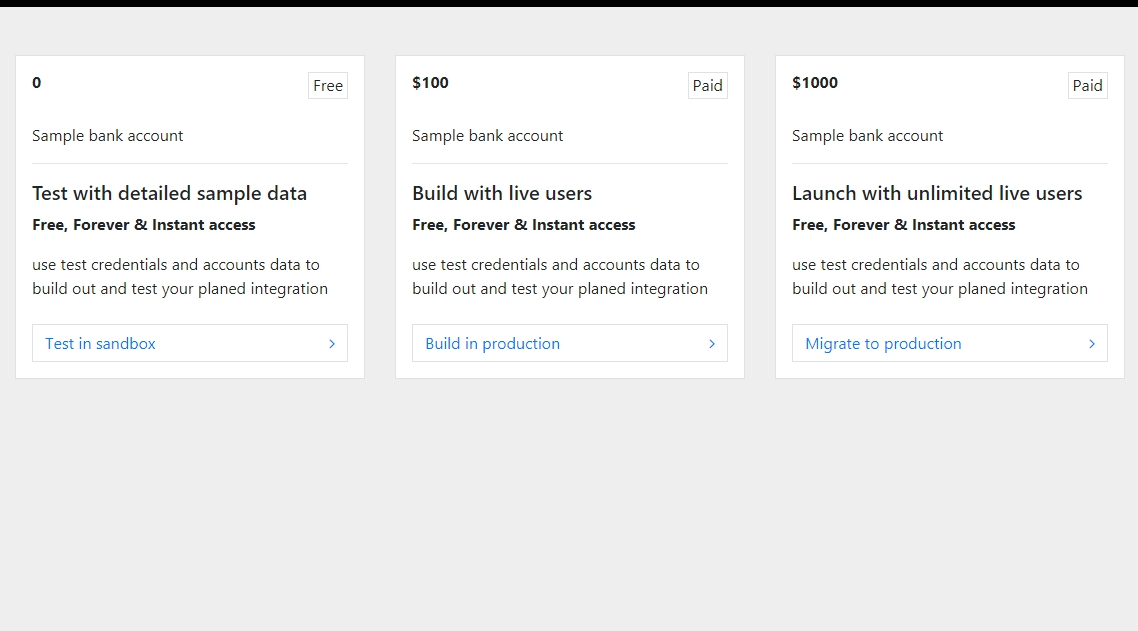 0
Free
Sample bank account
Test with detailed sample data
Free, Forever & Instant access
use test credentials and accounts data to
build out and test your planed integration
Test in sandbox
$100
Paid
Sample bank account
Build with live users
Free, Forever & Instant access
use test credentials and accounts data to
build out and test your planed integration
Build in production
$1000
Paid
Sample bank account
Launch with unlimited live users
Free, Forever & Instant access
use test credentials and accounts data to
build out and test your planed integration
Migrate to production